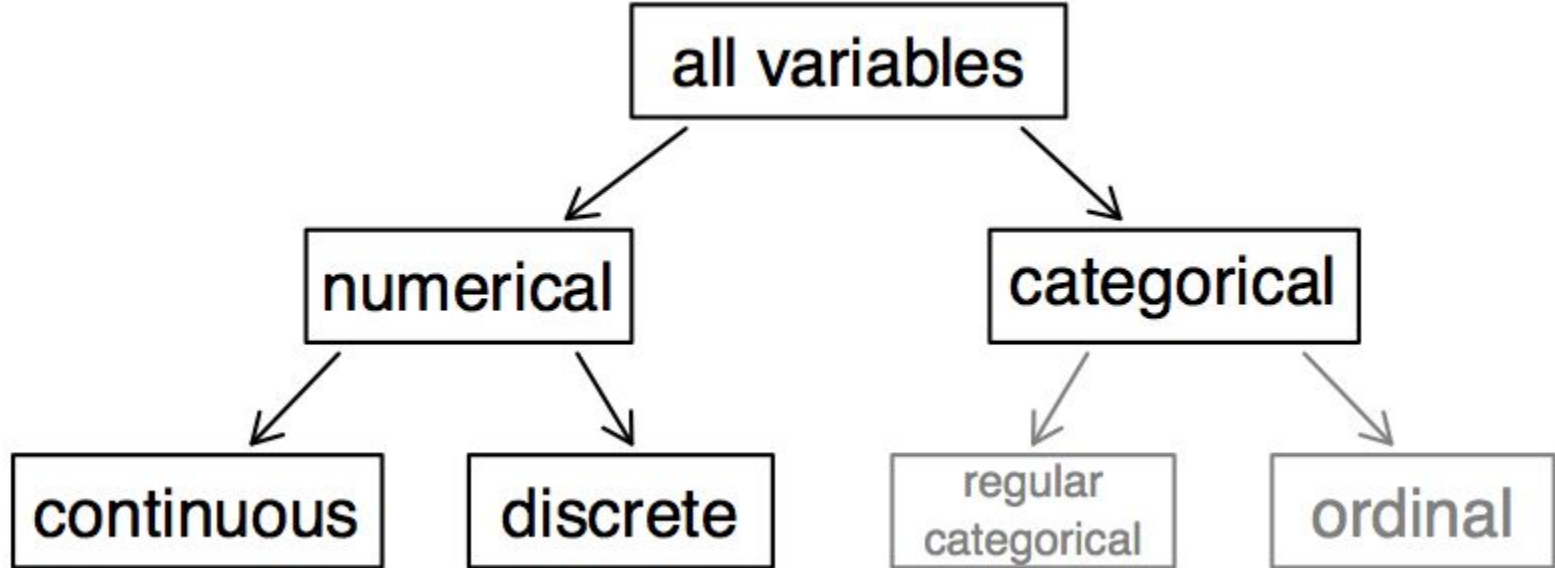 all variables
numerical
categorical
continuous
discrete
regular
categorical
ordinal